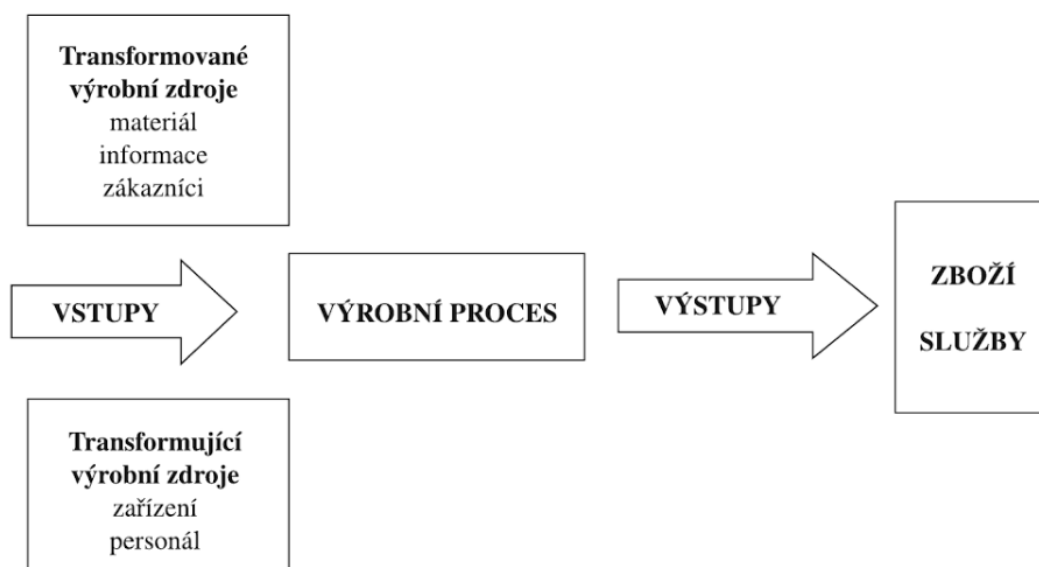 Transformované
výrobní zdroje
materiál
informace
zákazníci
VSTUPY
VÝROBNÍ PROCES
VÝSTUPY
ZBOŽÍ
SLUŽBY
Transformující
výrobní zdroje
zařízení
personál